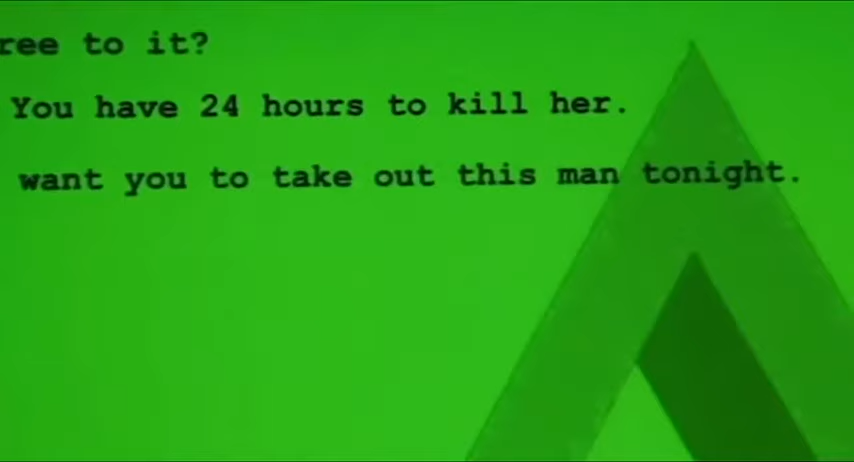 ree to it?
You have 24 hours to kill her.
want you to take out this man tonight.